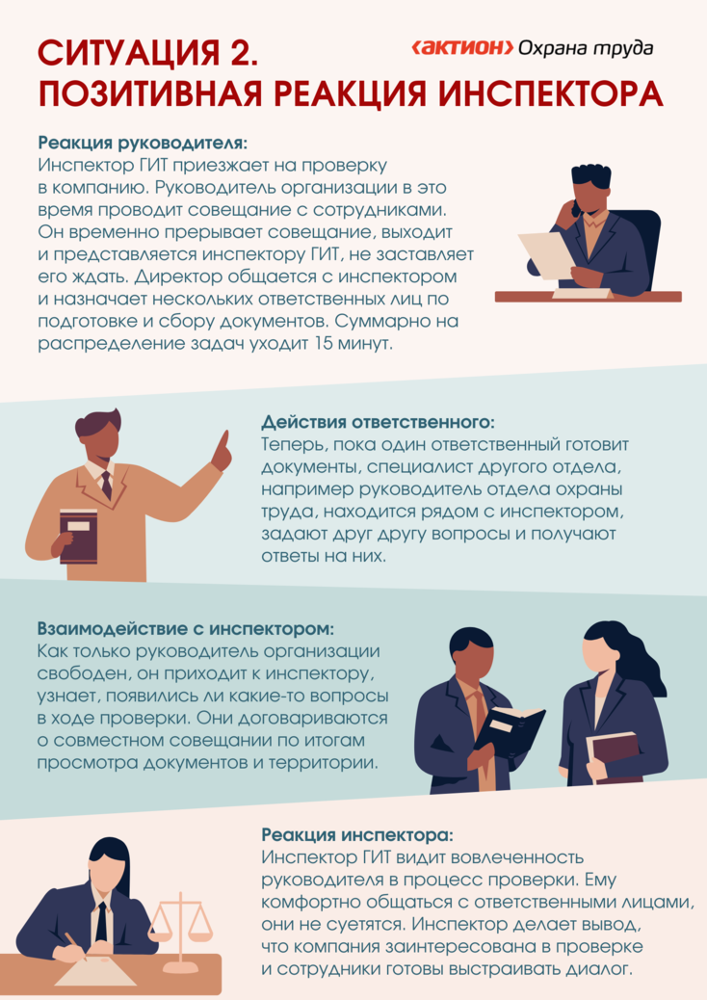 СИТУАЦИЯ 2.
‹АКТИОН› Охрана труда
ПОЗИТИВНАЯ РЕАКЦИЯ ИНСПЕКТОРА
Реакция руководителя:
Инспектор ГИТ приезжает на проверку
в компанию. Руководитель организации в это
время проводит совещание с сотрудниками.
Он временно прерывает совещание, выходит
и представляется инспектору ГИТ, не заставляет
его ждать. Директор общается с инспектором
и назначает нескольких ответственных лиц по
подготовке и сбору документов. Суммарно на
распределение задач уходит 15 минут.
Действия ответственного:
Теперь, пока один ответственный готовит
документы, специалист другого отдела,
например руководитель отдела охраны
труда, находится рядом с инспектором,
задают друг другу вопросы и получают
ответы на них.
Взаимодействие с инспектором:
Как только руководитель организации
свободен, он приходит к инспектору,
узнает, появились ли какие-то вопросы
в ходе проверки. Они договариваются
о совместном совещании по итогам
просмотра документов и территории.
Реакция инспектора:
Инспектор ГИТ видит вовлеченность
руководителя в процесс проверки. Ему
комфортно общаться с ответственными лицами,
они не суетятся. Инспектор делает вывод,
что компания заинтересована в проверке
и сотрудники готовы выстраивать диалог.